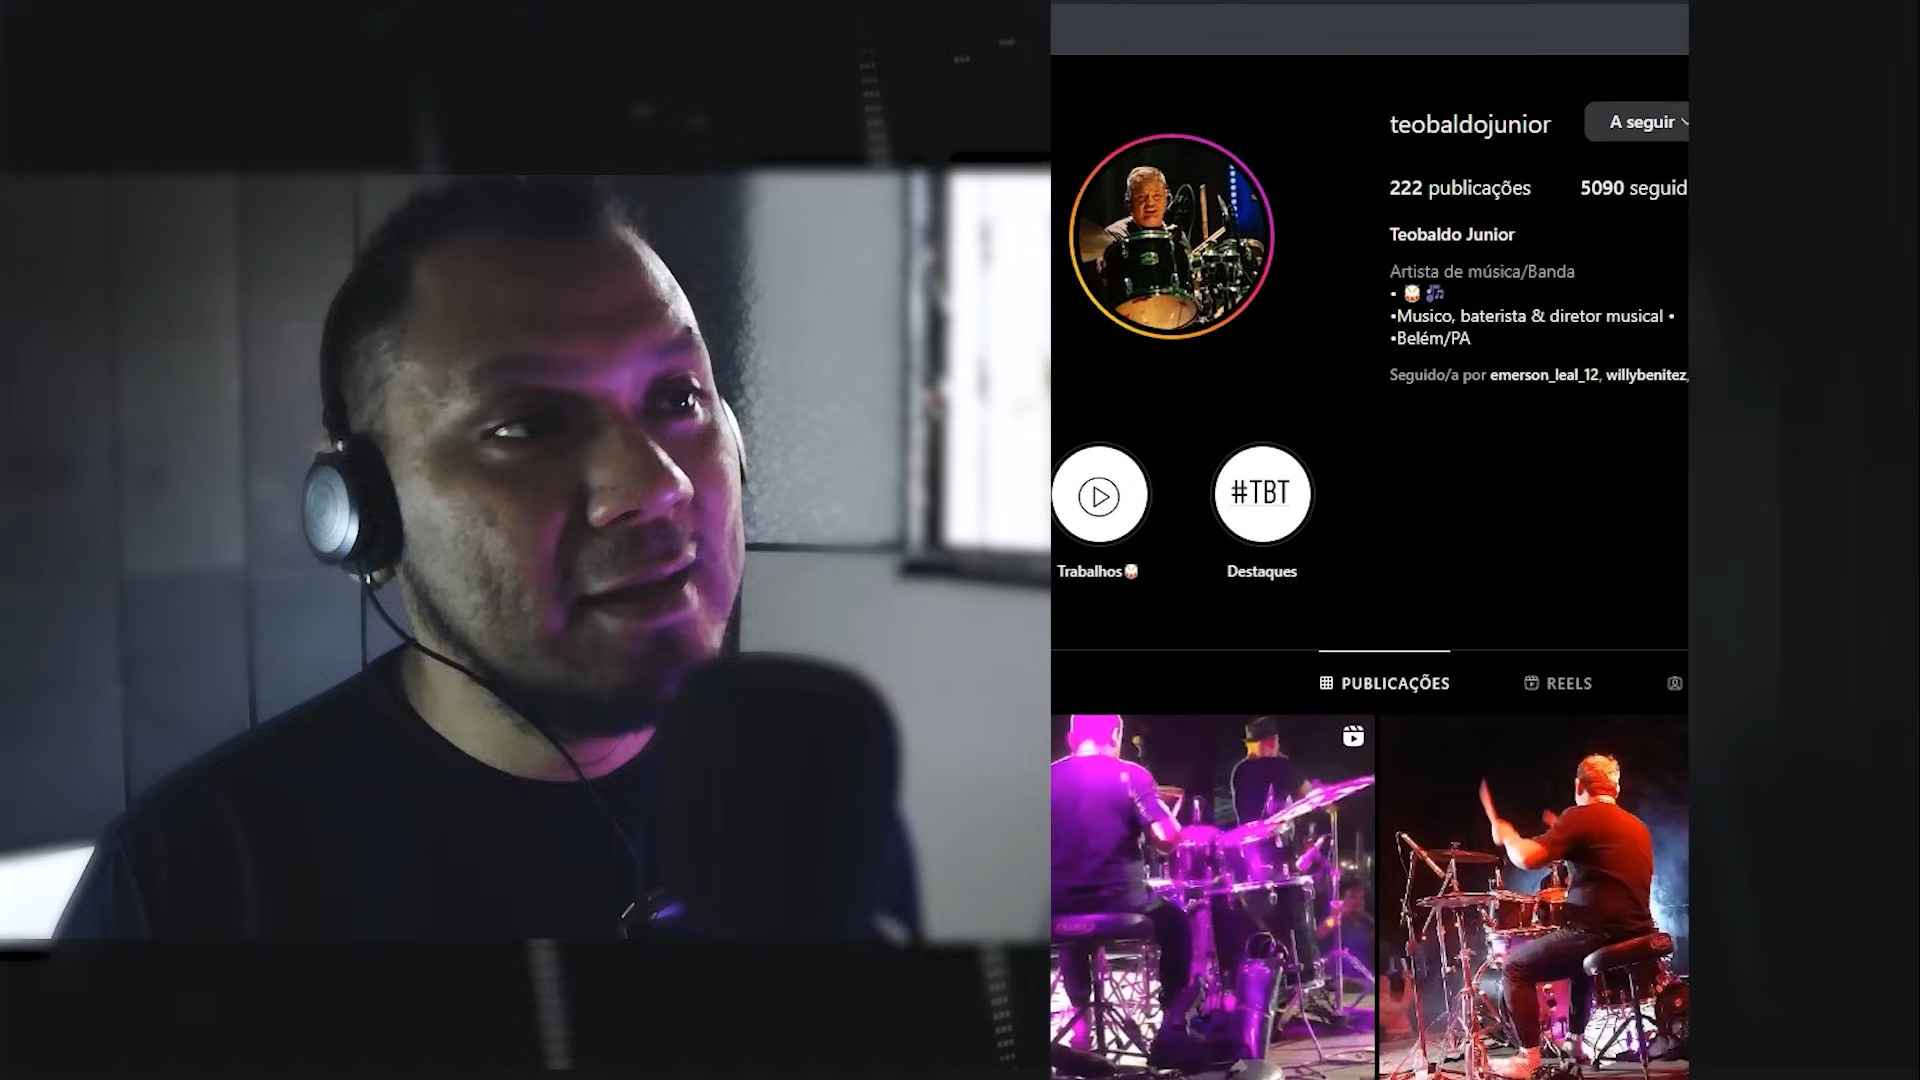 teobaldojunior
A seguir
222 publicações 5090 seguid
Teobaldo Junior
Artista de música/Banda
•
•Musico, baterista & diretor musical •
•Belém/PA
Seguido/a por emerson_leal_12, willybenitez,
#TBT
Trabalhos
Destaques
PUBLICAÇÕES
REELS